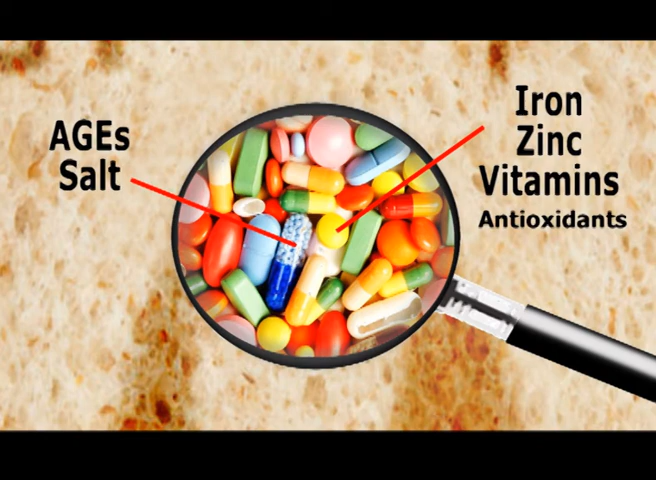 AGEs
Salt
Iron
Zinc
Vitamins
Antioxidants